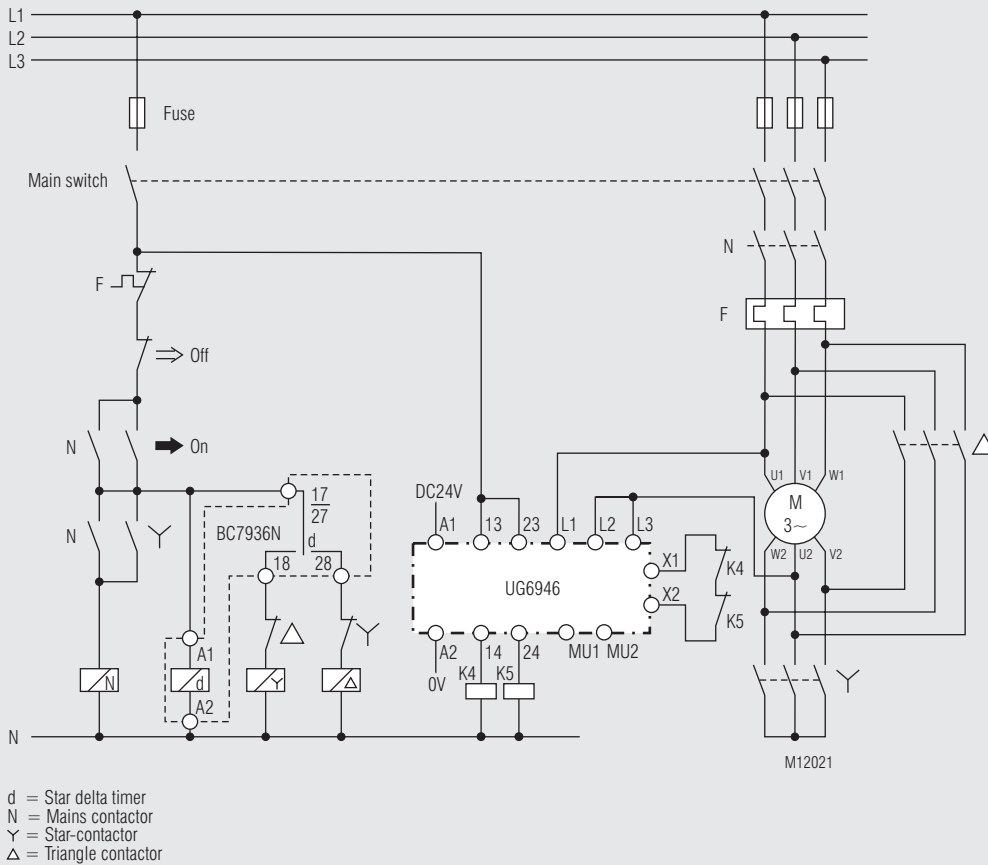 L1
L2
L3
Fuse
Main switch
N
F
F
Off
N
On
U1 V1 W1
M
3~
W2 U2 V2
17
27
DC24V
BC7936N
d
A1 13 23 L1 L2 L3
N
18 28
X1
K4
UG6946
X2
K5
A1
A2 14 24 MU1 MU2
N
d
Y
Δ
0V
K4 K5
A2
N
M12021
d = Star delta timer
N = Mains contactor
Y = Star-contactor
Δ = Triangle contactor